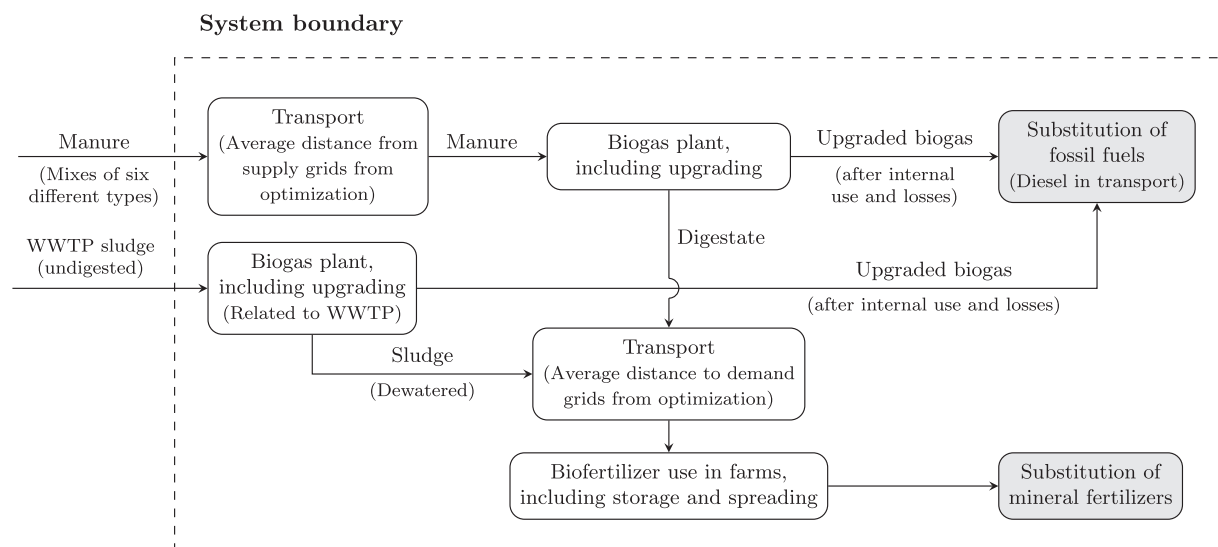 System boundary
Manure
(Mixes of six
different types)
Transport
(Average distance from
supply grids from
optimization)
Manure
Biogas plant,
including upgrading
Upgraded biogas
(after internal
use and losses)
Substitution of
fossil fuels
(Diesel in transport)
WWTP sludge
(undigested)
Biogas plant,
including upgrading
(Related to WWTP)
Digestate
Upgraded biogas
(after internal use and losses)
Sludge
(Dewatered)
Transport
(Average distance to demand
grids from optimization)
Biofertilizer use in farms,
including storage and spreading
Substitution of
mineral fertilizers